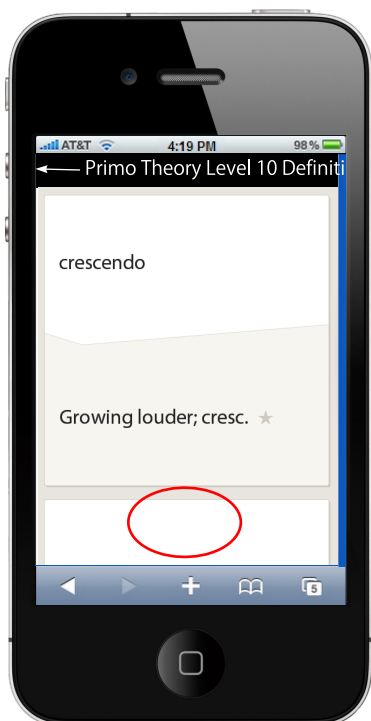 AT&T 4:19 PM 98%
Primo Theory Level 10 Definiti
crescendo
Growing louder; cresc.
5